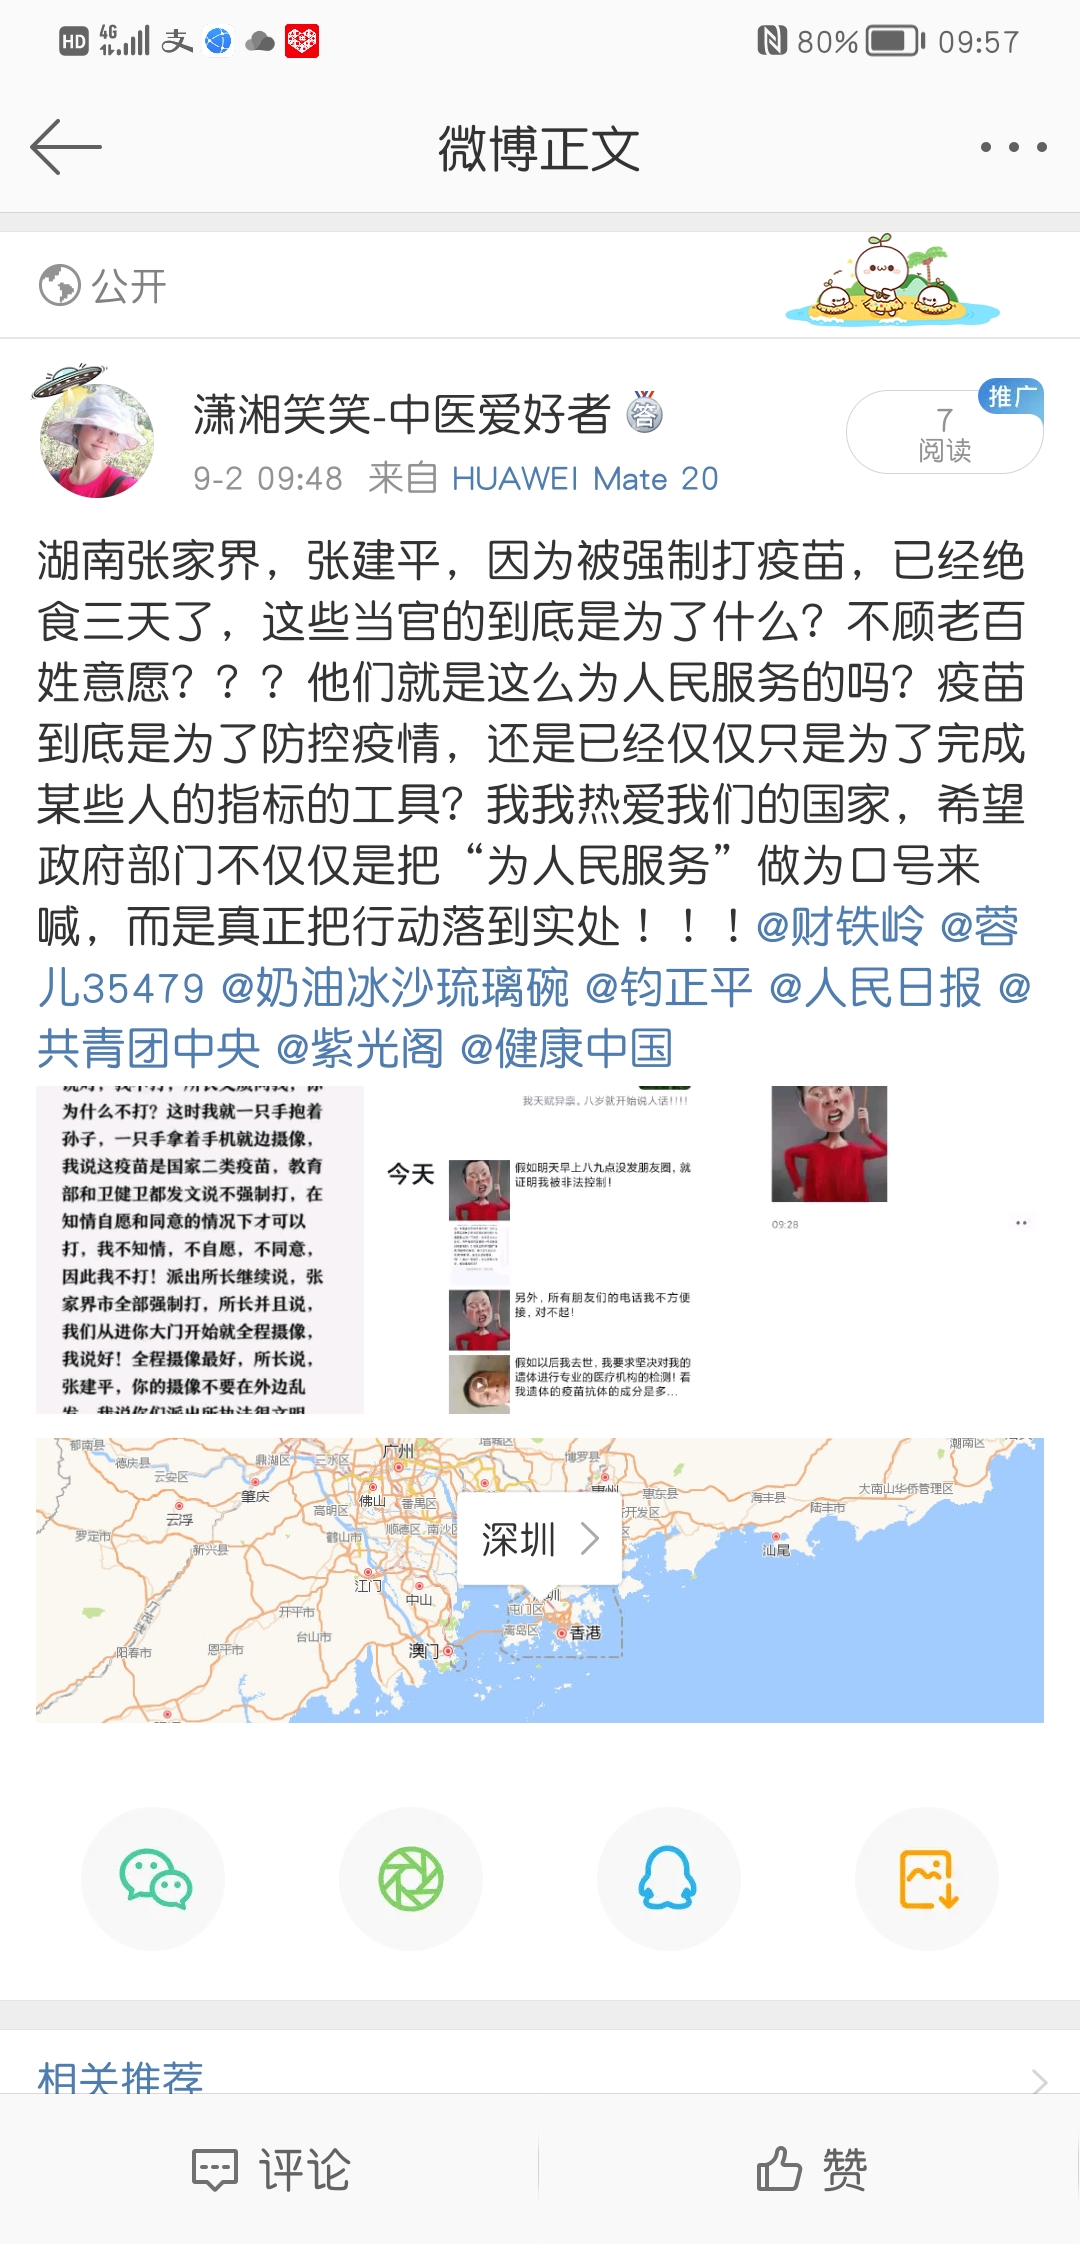 HD 4G 支 80% 09:57
微博正文
公开
潇湘笑笑-中医爱好者 答
推广
7
阅读
9-2 09:48 来自 HUAWEI Mate 20
湖南张家界，张建平，因为被强制打疫苗，已经绝
食三天了，这些当官的到底是为了什么？不顾老百
姓意愿？？？他们就是这么为人民服务的吗？疫苗
到底是为了防控疫情，还是已经仅仅只是为了完成
某些人的指标的工具？我我热爱我们的国家，希望
政府部门不仅仅是把“为人民服务”做为口号来
喊，而是真正把行动落到实处！！！@财铁岭 @蓉
儿35479 @奶油冰沙琉璃碗 @钧正平 @人民日报 @
共青团中央 @紫光阁 @健康中国
为什么不打？这时我就一只手抱着
孙子，一只手拿着手机就边摄像，
我说这疫苗是国家二类疫苗，教育
部和卫健卫都发文说不强制打，在
知情自愿和同意的情况下才可以
打，我不知情，不自愿，不同意，
因此我不打！派出所长继续说，张
家界市全部强制打，所长并且说，
我们从进你大门开始就全程摄像，
我说好！全程摄像最好，所长说，
张建平，你的摄像不要在外边乱
发，我说你们派出所执法很文明
我天赋异禀。八岁就开始说人话!!!!
今天
假如明天早上八九点没发朋友圈，就
证明我被非法控制！
另外，所有朋友们的电话我不方便
接，对不起！
假如以后我去世，我要求坚决对我的
遗体进行专业的医疗机构的检测！看
我遗体的疫苗抗体的成分是多...
09:28
郁南县
德庆县
云安区
云浮
罗定市
新兴县
鼎湖区
三水区
肇庆
高明区
鹤山市
广州
佛山
番禺区
顺德区
南沙区
增城区
博罗县
惠州
惠东县
海丰县
陆丰市
大南山华侨管理区
潮南区
汕尾
深圳
江门
中山
开平市
台山市
恩平市
阳春市
澳门
屯门区
离岛区
香港
相关推荐
评论
赞